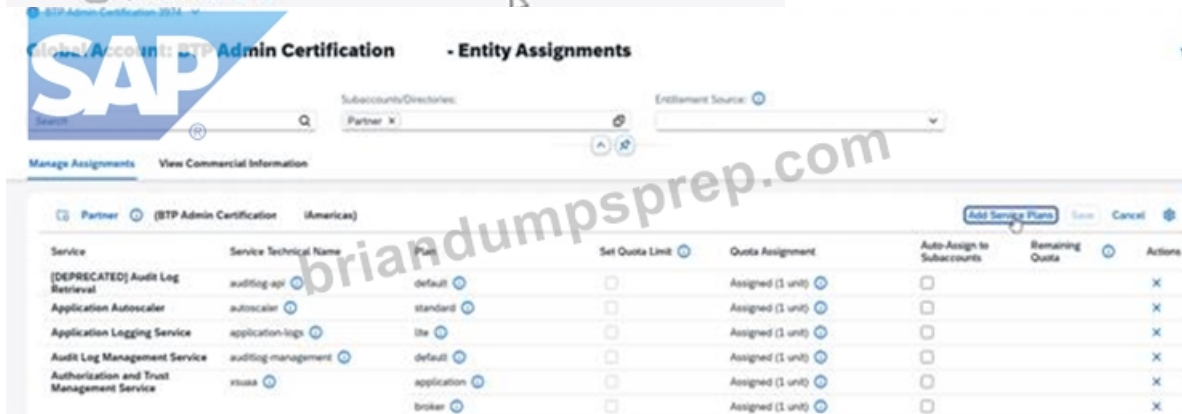 BTP Admin Certification 3974
Global Account: BTP Admin Certification - Entity Assignments
SAP
®
Subaccounts/Directories:
Entitlement Source:
Search
Partner ×
Manage Assignments View Commercial Information
Partner (BTP Admin Certification (Americas)
Add Service Plans Save Cancel
Service Service Technical Name Plan Set Quota Limit Quota Assignment Auto-Assign to Subaccounts Remaining Quota Actions
[DEPRECATED] Audit Log Retrieval auditlog-api default Assigned (1 unit)
Application Autoscaler autoscaler standard Assigned (1 unit)
Application Logging Service application-logs lite Assigned (1 unit)
Audit Log Management Service auditlog-management default Assigned (1 unit)
Authorization and Trust Management Service xsuaa application Assigned (1 unit)
broker Assigned (1 unit)
briandumpsprep.com